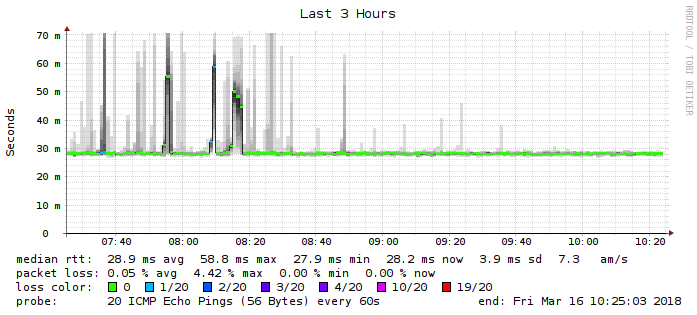 Last 3 Hours
RRDTOOL / TOBI OETIKER
Seconds
70 m
60 m
50 m
40 m
30 m
20 m
10 m
0
07:40 08:00 08:20 08:40 09:00 09:20 09:40 10:00 10:20
median rtt: 28.9 ms avg 58.8 ms max 27.9 ms min 28.2 ms now 3.9 ms sd 7.3 am/s
packet loss: 0.05 % avg 4.42 % max 0.00 % min 0.00 % now
loss color: 0 1/20 2/20 3/20 4/20 10/20 19/20
probe: 20 ICMP Echo Pings (56 Bytes) every 60s end: Fri Mar 16 10:25:03 2018